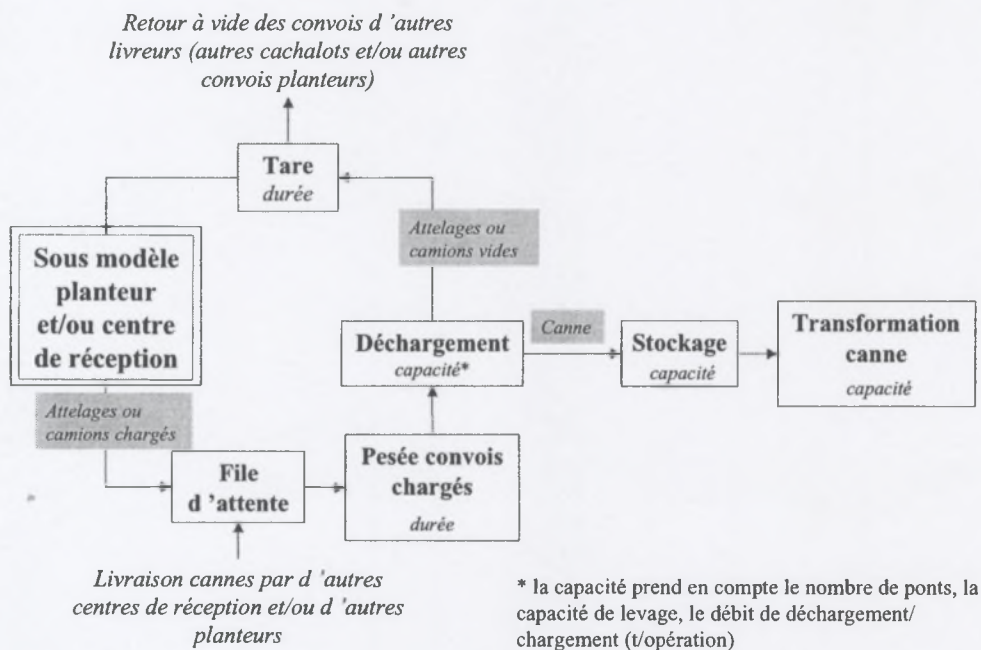 Retour à vide des convois d 'autres
livreurs (autres cachalots et/ou autres
convois planteurs)
Tare
durée
Attelages ou
camions vides
Sous modèle
planteur
et/ou centre
de réception
Déchargement
capacité*
Canne
Stockage
capacité
Transformation
canne
capacité
Attelages ou
camions chargés
File
d 'attente
Pesée convois
chargés
durée
Livraison cannes par d 'autres
centres de réception et/ou d 'autres
planteurs
* la capacité prend en compte le nombre de ponts, la
capacité de levage, le débit de déchargement/
chargement (t/opération)